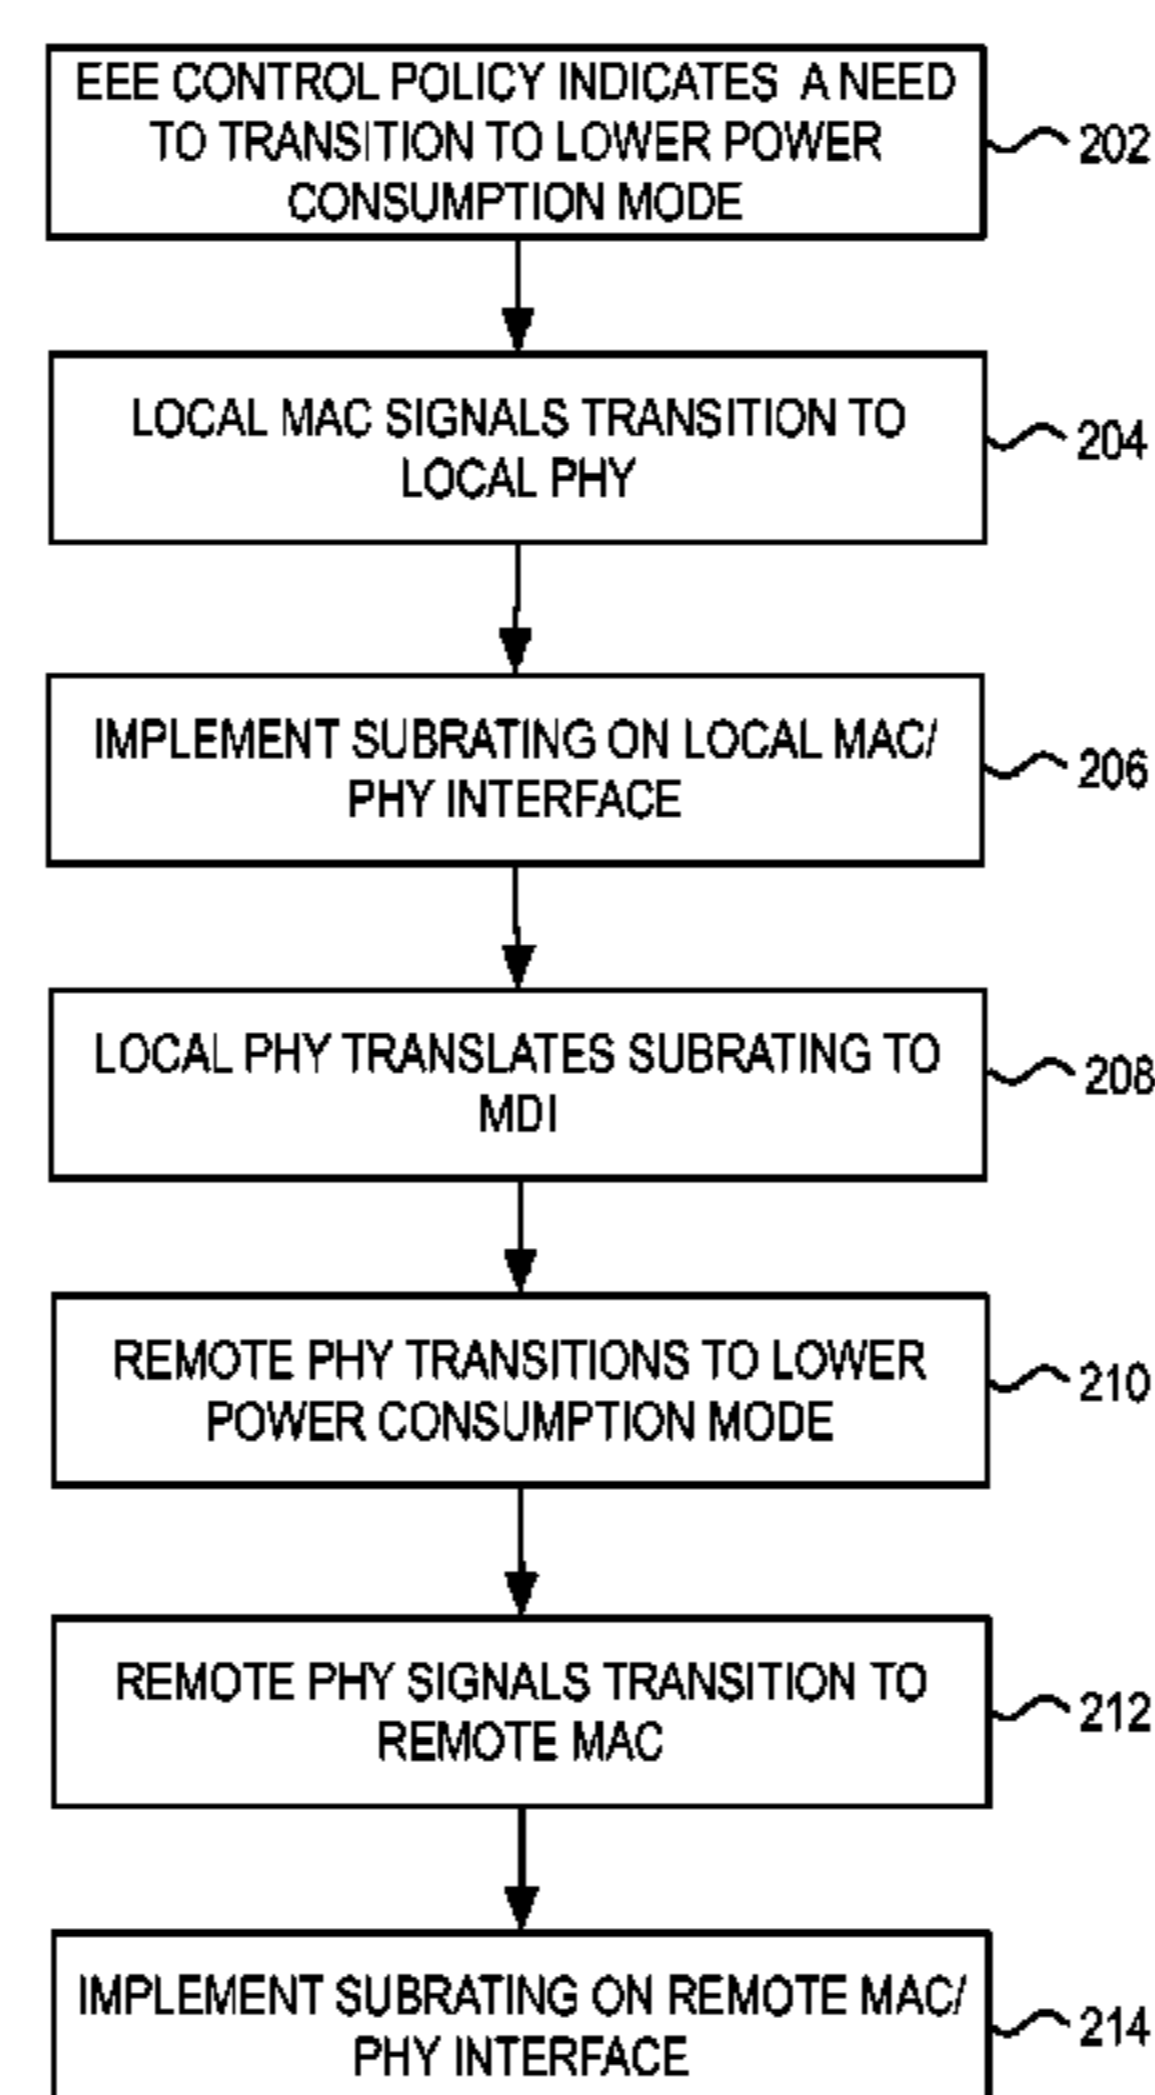 EEE CONTROL POLICY INDICATES A NEED
TO TRANSITION TO LOWER POWER
CONSUMPTION MODE
202
LOCAL MAC SIGNALS TRANSITION TO
LOCAL PHY
204
IMPLEMENT SUBRATING ON LOCAL MAC/
PHY INTERFACE
206
LOCAL PHY TRANSLATES SUBRATING TO
MDI
208
REMOTE PHY TRANSITIONS TO LOWER
POWER CONSUMPTION MODE
210
REMOTE PHY SIGNALS TRANSITION TO
REMOTE MAC
212
IMPLEMENT SUBRATING ON REMOTE MAC/
PHY INTERFACE
214